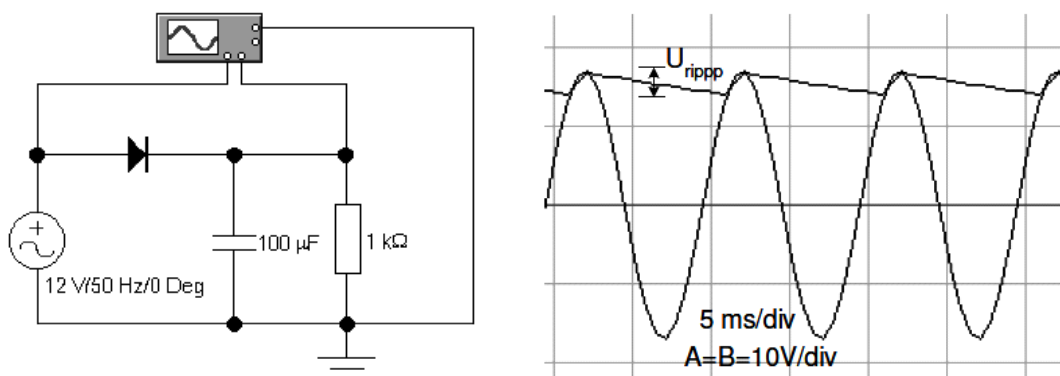 100 µF
1 kΩ
12 V/50 Hz/0 Deg
U rippp
5 ms/div
A=B=10V/div